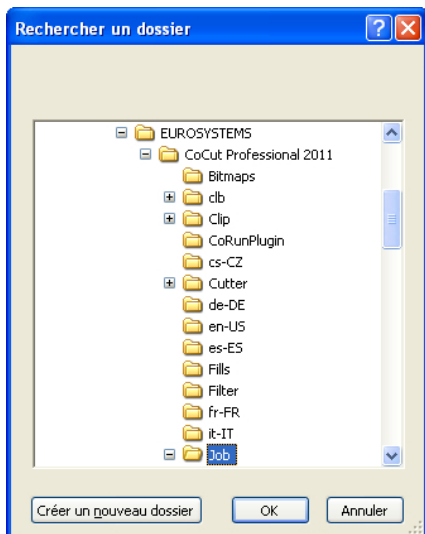 Rechercher un dossier
EUROSYSTEMS
CoCut Professional 2011
Bitmaps
clb
Clip
CoRunPlugin
cs-CZ
Cutter
de-DE
en-US
es-ES
Fills
Filter
fr-FR
it-IT
Job
Créer un nouveau dossier OK Annuler